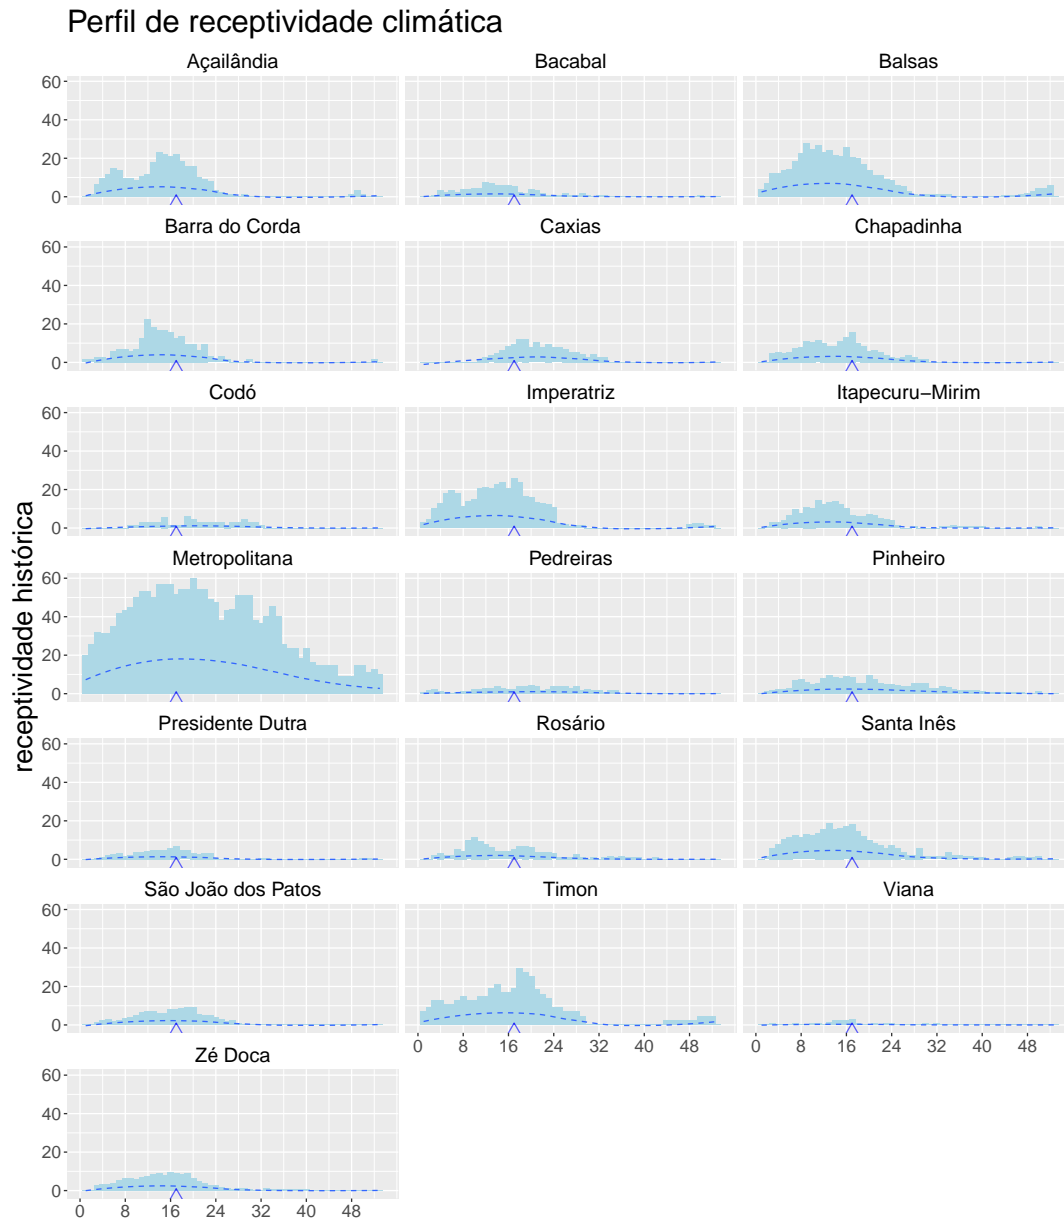 Perfil de receptividade climática
Açailândia Bacabal Balsas
60
40
20
0
Barra do Corda Caxias Chapadinha
60
40
20
0
Codó Imperatriz Itapecuru−Mirim
60
40
20
0
receptividade histórica
Metropolitana Pedreiras Pinheiro
60
40
20
0
Presidente Dutra Rosário Santa Inês
60
40
20
0
São João dos Patos Timon Viana
60
40
20
0
0 8 16 24 32 40 48 0 8 16 24 32 40 48
Zé Doca
60
40
20
0
0 8 16 24 32 40 48